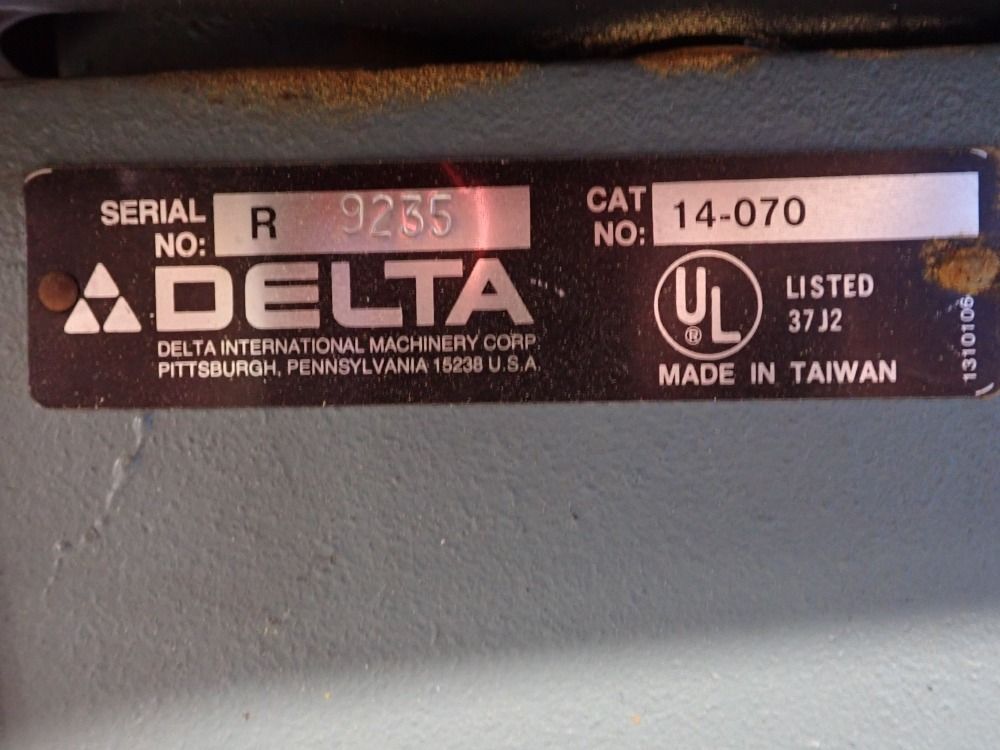 SERIAL NO: R 9235
CAT NO: 14-070
DELTA
DELTA INTERNATIONAL MACHINERY CORP.
PITTSBURGH, PENNSYLVANIA 15238 U.S.A.
UL ®
LISTED
37J2
MADE IN TAIWAN
1310106